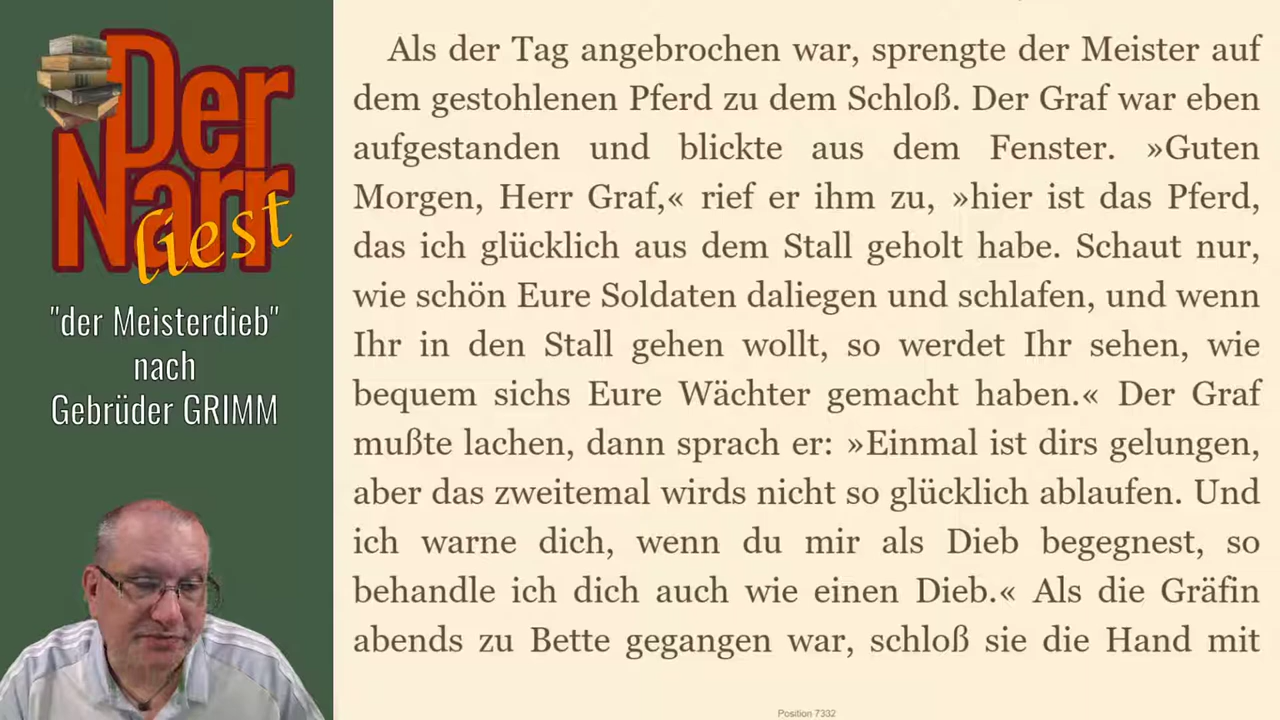 Der
Narr
liest
"der Meisterdieb"
nach
Gebrüder GRIMM
Als der Tag angebrochen war, sprengte der Meister auf
dem gestohlenen Pferd zu dem Schloß. Der Graf war eben
aufgestanden und blickte aus dem Fenster. »Guten
Morgen, Herr Graf,« rief er ihm zu, »hier ist das Pferd,
das ich glücklich aus dem Stall geholt habe. Schaut nur,
wie schön Eure Soldaten daliegen und schlafen, und wenn
Ihr in den Stall gehen wollt, so werdet Ihr sehen, wie
bequem sichs Eure Wächter gemacht haben.« Der Graf
mußte lachen, dann sprach er: »Einmal ist dirs gelungen,
aber das zweitemal wirds nicht so glücklich ablaufen. Und
ich warne dich, wenn du mir als Dieb begegnest, so
behandle ich dich auch wie einen Dieb.« Als die Gräfin
abends zu Bette gegangen war, schloß sie die Hand mit
Position 7332